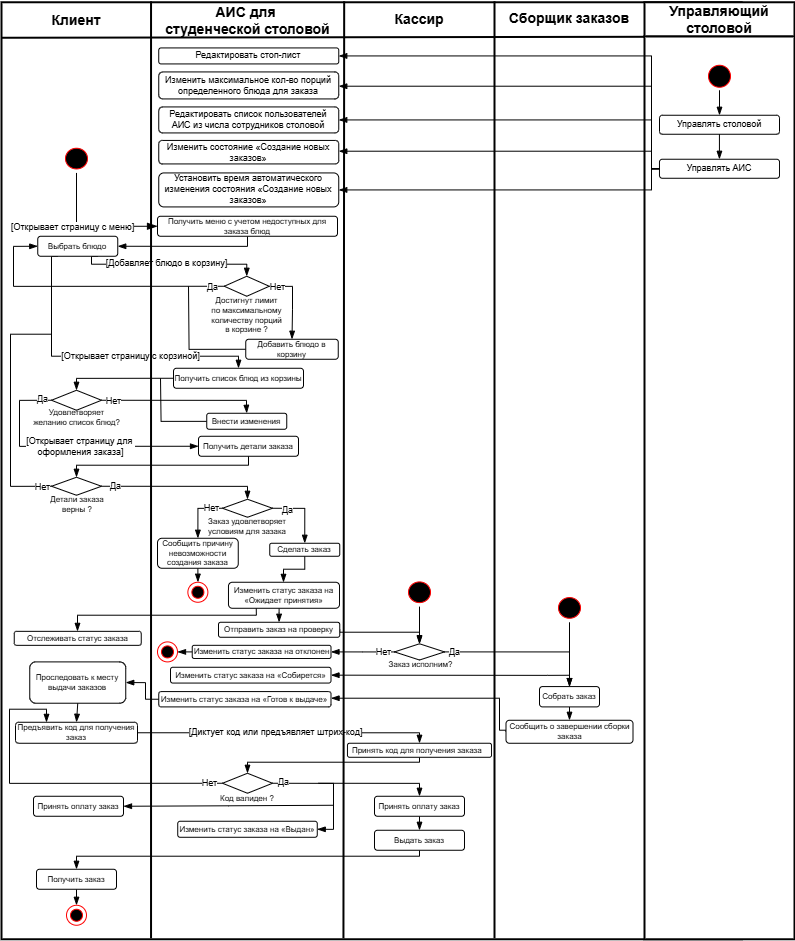 Клиент
АИС для
студенческой столовой
Кассир
Сборщик заказов
Управляющий
столовой
Редактировать стоп-лист
Изменить максимальное кол-во порций
определенного блюда для заказа
Редактировать список пользователей
АИС из числа сотрудников столовой
Управлять столовой
Изменить состояние «Создание новых
заказов»
Управлять АИС
Установить время автоматического
изменения состояния «Создание новых
заказов»
[Открывает страницу с меню]
Получить меню с учетом недоступных для
заказа блюд
Выбрать блюдо
[Добавляет блюдо в корзину]
Да
Нет
Достигнут лимит
по максимальному
количеству порций
в корзине ?
Добавить блюдо в
корзину
[Открывает страницу с корзиной]
Получить список блюд из корзины
Да
Нет
Удовлетворяет
желанию список блюд?
Внести изменения
[Открывает страницу для
оформления заказа]
Получить детали заказа
Нет
Да
Детали заказа
верны ?
Нет
Да
Заказ удовлетворяет
условиям для зазака
Сообщить причину
невозможности
создания заказа
Сделать заказ
Изменить статус заказа на
«Ожидает принятия»
Отправить заказ на проверку
Отслеживать статус заказа
Изменить статус заказа на отклонен
Нет
Да
Заказ исполним?
Изменить статус заказа на «Собирется»
Проследовать к месту
выдачи заказов
Изменить статус заказа на «Готов к выдаче»
Собрать заказ
Предъявить код для получения
заказ
[Диктует код или предъявляет штрих-код]
Сообщить о завершении сборки
заказа
Принять код для получения заказа
Нет
Да
Код валиден ?
Принять оплату заказ
Принять оплату заказ
Изменить статус заказа на «Выдан»
Выдать заказ
Получить заказ